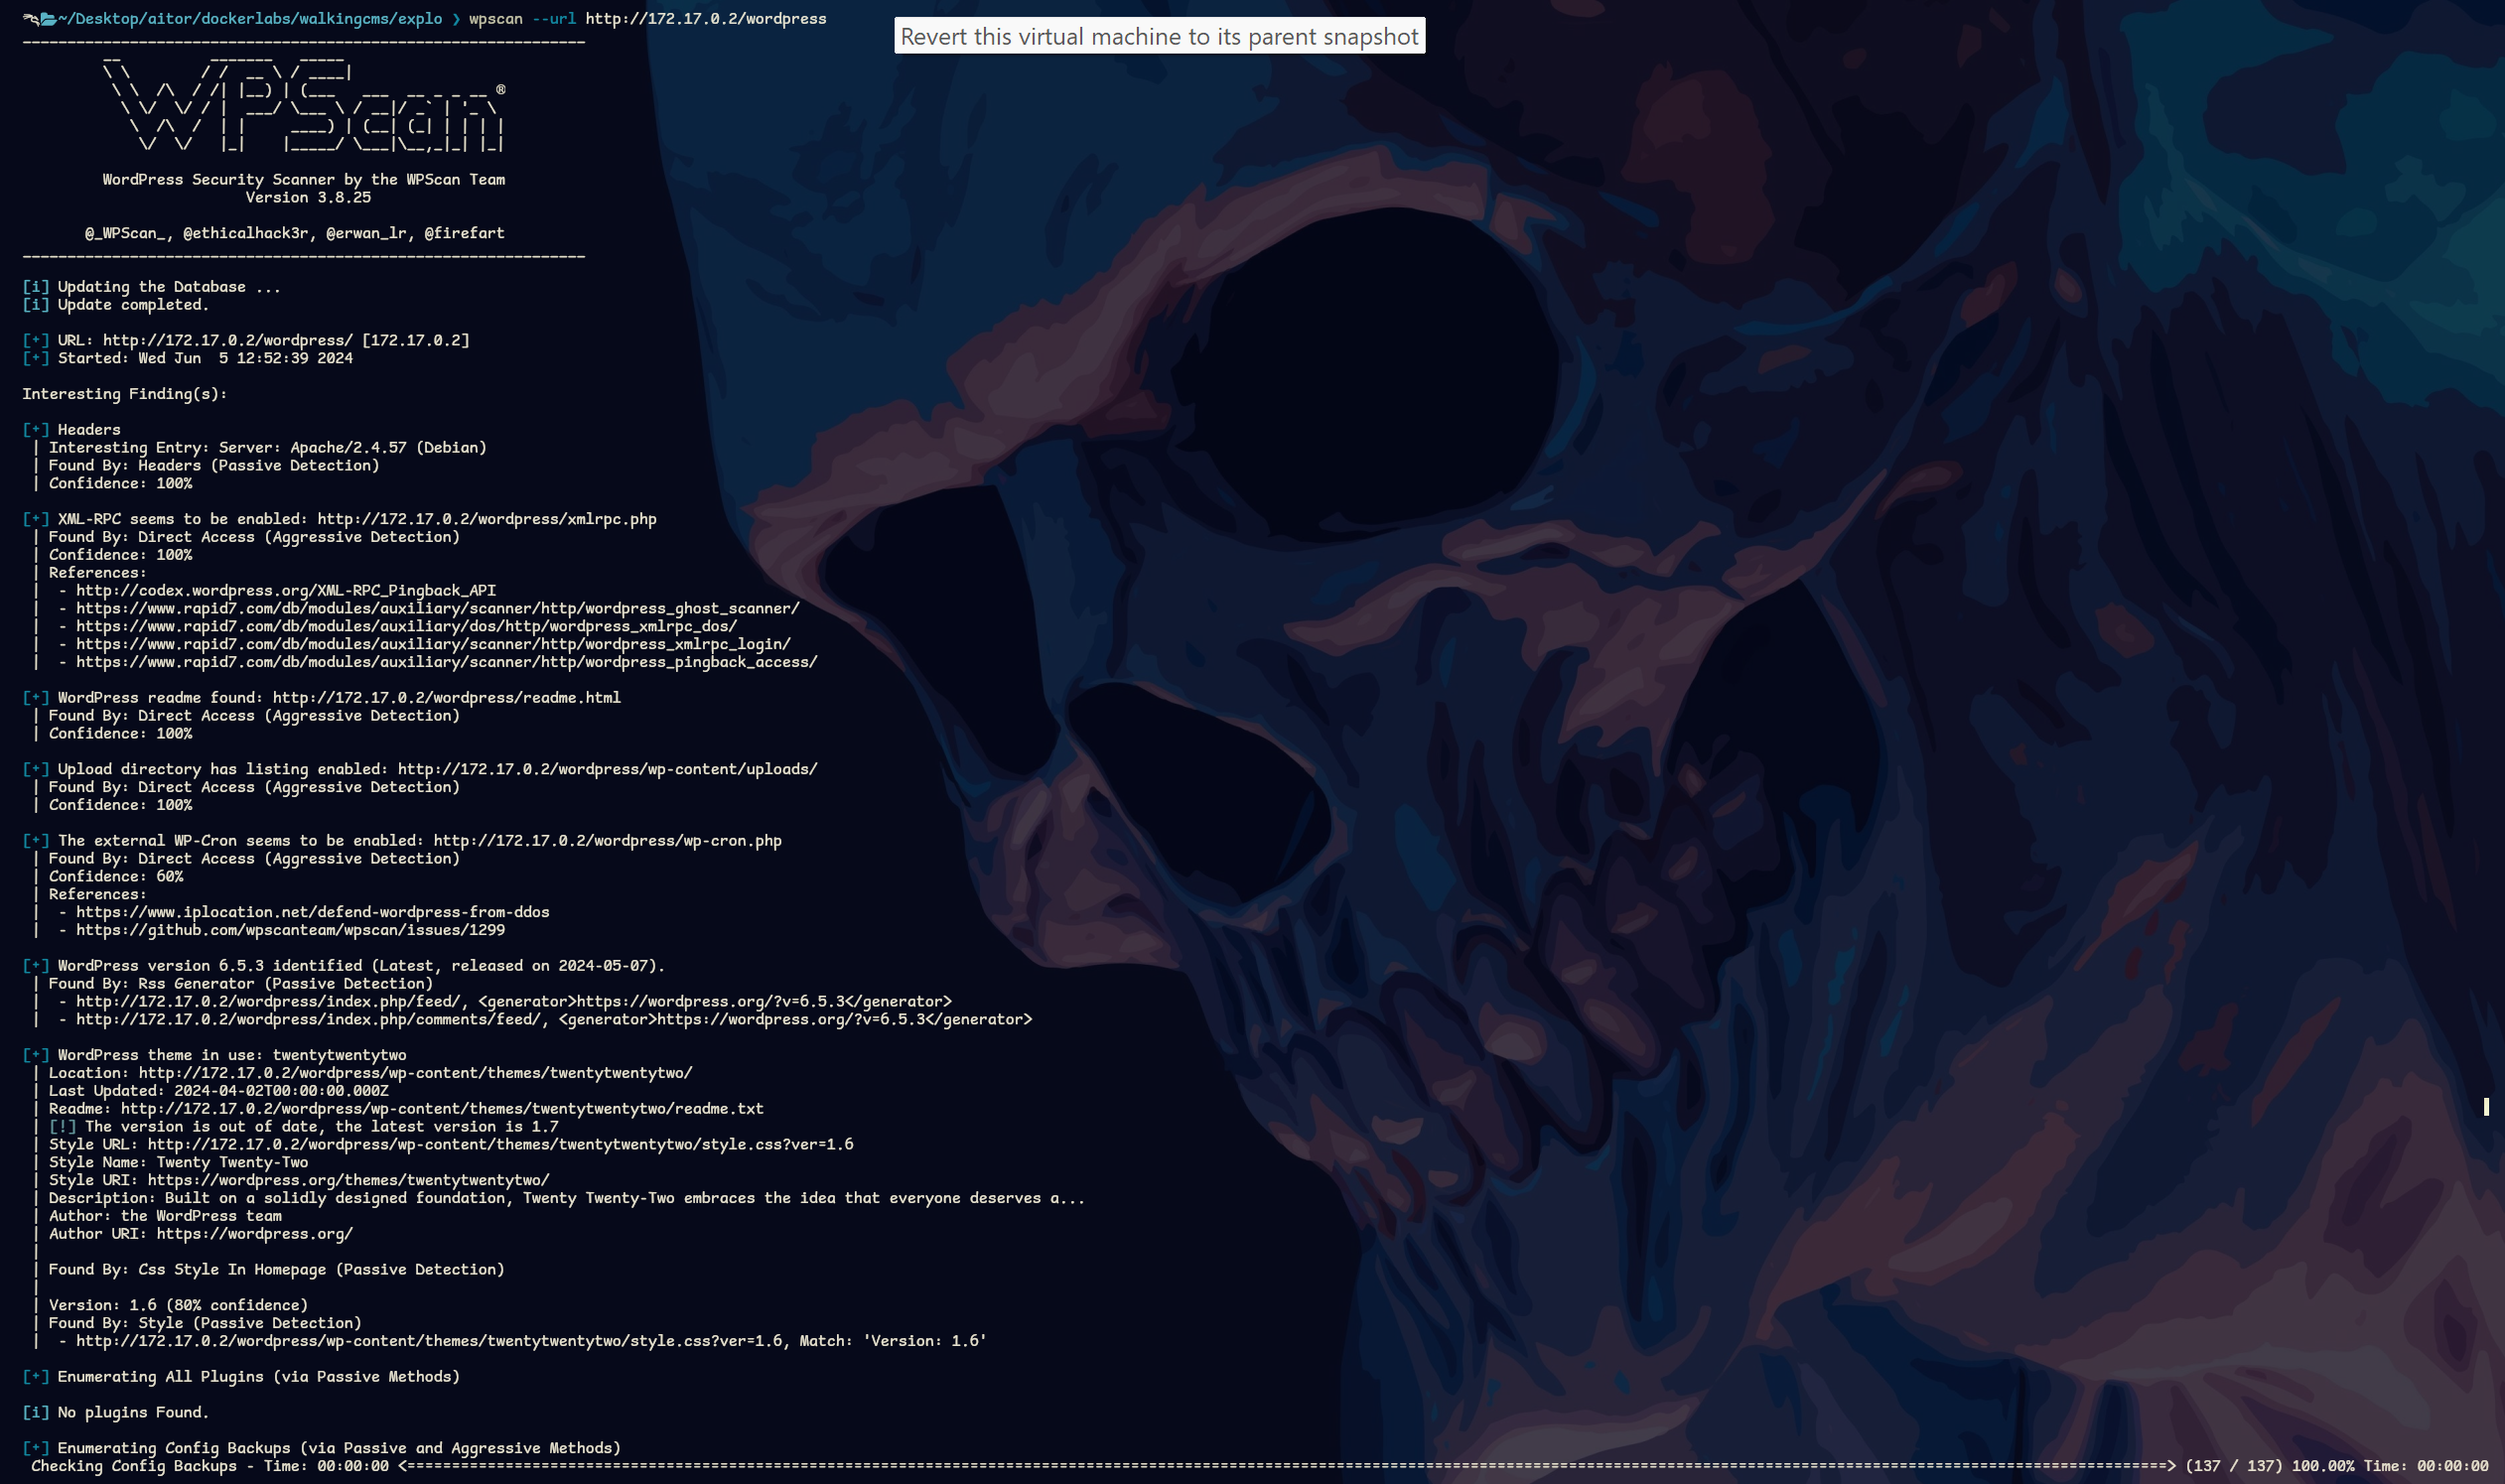 ~/Desktop/aitor/dockerlabs/walkingcms/explo ❯ wpscan --url http://172.17.0.2/wordpress
Revert this virtual machine to its parent snapshot
_______________________________________________________________
WPScan ®
WordPress Security Scanner by the WPScan Team
Version 3.8.25
@_WPScan_, @ethicalhack3r, @erwan_lr, @firefart
_______________________________________________________________
[i] Updating the Database ...
[i] Update completed.
[+] URL: http://172.17.0.2/wordpress/ [172.17.0.2]
[+] Started: Wed Jun  5 12:52:39 2024
Interesting Finding(s):
[+] Headers
| Interesting Entry: Server: Apache/2.4.57 (Debian)
| Found By: Headers (Passive Detection)
| Confidence: 100%
[+] XML-RPC seems to be enabled: http://172.17.0.2/wordpress/xmlrpc.php
| Found By: Direct Access (Aggressive Detection)
| Confidence: 100%
| References:
|  - http://codex.wordpress.org/XML-RPC_Pingback_API
|  - https://www.rapid7.com/db/modules/auxiliary/scanner/http/wordpress_ghost_scanner/
|  - https://www.rapid7.com/db/modules/auxiliary/dos/http/wordpress_xmlrpc_dos/
|  - https://www.rapid7.com/db/modules/auxiliary/scanner/http/wordpress_xmlrpc_login/
|  - https://www.rapid7.com/db/modules/auxiliary/scanner/http/wordpress_pingback_access/
[+] WordPress readme found: http://172.17.0.2/wordpress/readme.html
| Found By: Direct Access (Aggressive Detection)
| Confidence: 100%
[+] Upload directory has listing enabled: http://172.17.0.2/wordpress/wp-content/uploads/
| Found By: Direct Access (Aggressive Detection)
| Confidence: 100%
[+] The external WP-Cron seems to be enabled: http://172.17.0.2/wordpress/wp-cron.php
| Found By: Direct Access (Aggressive Detection)
| Confidence: 60%
| References:
|  - https://www.iplocation.net/defend-wordpress-from-ddos
|  - https://github.com/wpscanteam/wpscan/issues/1299
[+] WordPress version 6.5.3 identified (Latest, released on 2024-05-07).
| Found By: Rss Generator (Passive Detection)
|  - http://172.17.0.2/wordpress/index.php/feed/, <generator>https://wordpress.org/?v=6.5.3</generator>
|  - http://172.17.0.2/wordpress/index.php/comments/feed/, <generator>https://wordpress.org/?v=6.5.3</generator>
[+] WordPress theme in use: twentytwentytwo
| Location: http://172.17.0.2/wordpress/wp-content/themes/twentytwentytwo/
| Last Updated: 2024-04-02T00:00:00.000Z
| Readme: http://172.17.0.2/wordpress/wp-content/themes/twentytwentytwo/readme.txt
| [!] The version is out of date, the latest version is 1.7
| Style URL: http://172.17.0.2/wordpress/wp-content/themes/twentytwentytwo/style.css?ver=1.6
| Style Name: Twenty Twenty-Two
| Style URI: https://wordpress.org/themes/twentytwentytwo/
| Description: Built on a solidly designed foundation, Twenty Twenty-Two embraces the idea that everyone deserves a...
| Author: the WordPress team
| Author URI: https://wordpress.org/
|
| Found By: Css Style In Homepage (Passive Detection)
|
| Version: 1.6 (80% confidence)
| Found By: Style (Passive Detection)
|  - http://172.17.0.2/wordpress/wp-content/themes/twentytwentytwo/style.css?ver=1.6, Match: 'Version: 1.6'
[+] Enumerating All Plugins (via Passive Methods)
[i] No plugins Found.
[+] Enumerating Config Backups (via Passive and Aggressive Methods)
Checking Config Backups - Time: 00:00:00 <=====> (137 / 137) 100.00% Time: 00:00:00